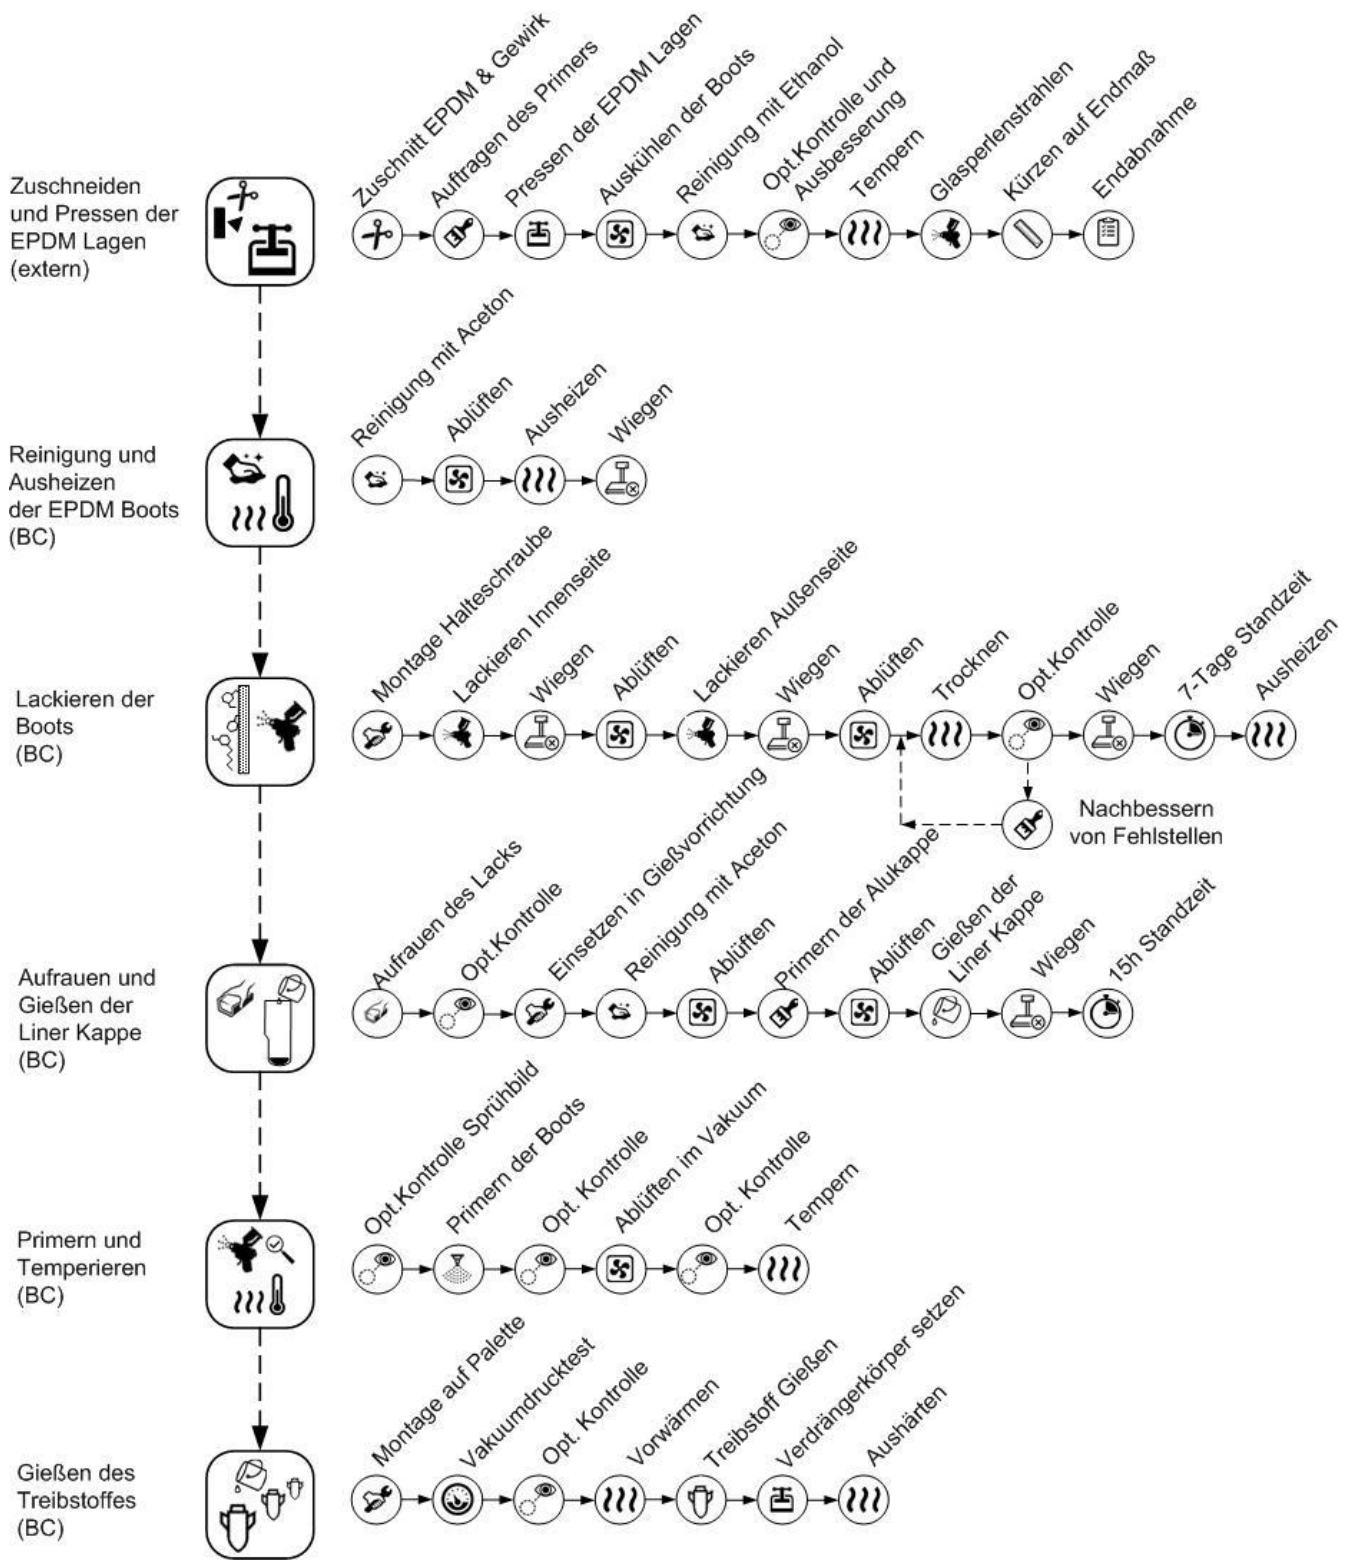 Zuschneiden
und Pressen der
EPDM Lagen
(extern)
Zuschnitt EPDM & Gewirk
Auftragen des Primers
Pressen der EPDM Lagen
Auskühlen der Boots
Reinigung mit Ethanol
Opt.Kontrolle und
Ausbesserung
Tempern
Glasperlenstrahlen
Kürzen auf Endmaß
Endabnahme
Reinigung und
Ausheizen
der EPDM Boots
(BC)
Reinigung mit Aceton
Ablüften
Ausheizen
Wiegen
Lackieren der
Boots
(BC)
Montage Halteschraube
Lackieren Innenseite
Wiegen
Ablüften
Lackieren Außenseite
Wiegen
Ablüften
Trocknen
Opt.Kontrolle
Wiegen
7-Tage Standzeit
Ausheizen
Nachbessern
von Fehlstellen
Aufrauen und
Gießen der
Liner Kappe
(BC)
Aufrauen des Lacks
Opt.Kontrolle
Einsetzen in Gießvorrichtung
Reinigung mit Aceton
Ablüften
Primern der Alukappe
Ablüften
Gießen der
Liner Kappe
Wiegen
15h Standzeit
Primern und
Temperieren
(BC)
Opt.Kontrolle Sprühbild
Primern der Boots
Opt. Kontrolle
Ablüften im Vakuum
Opt. Kontrolle
Tempern
Gießen des
Treibstoffes
(BC)
Montage auf Palette
Vakuumdrucktest
Opt. Kontrolle
Vorwärmen
Treibstoff Gießen
Verdrängerkörper setzen
Aushärten